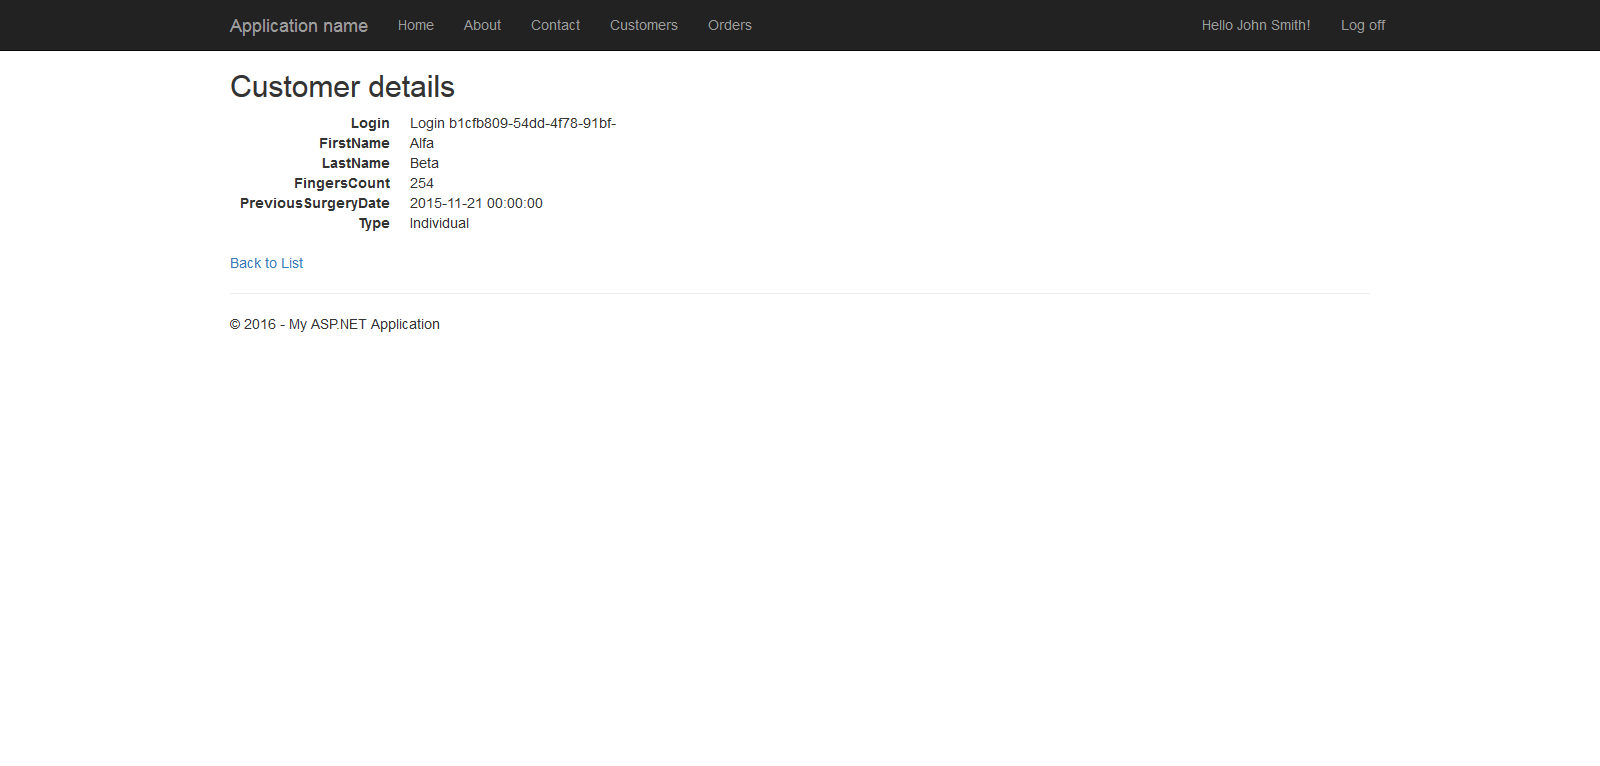 Application name Home About Contact Customers Orders Hello John Smith! Log off
Customer details
Login Login b1cfb809-54dd-4f78-91bf-
FirstName Alfa
LastName Beta
FingersCount 254
PreviousSurgeryDate 2015-11-21 00:00:00
Type Individual
Back to List
© 2016 - My ASP.NET Application